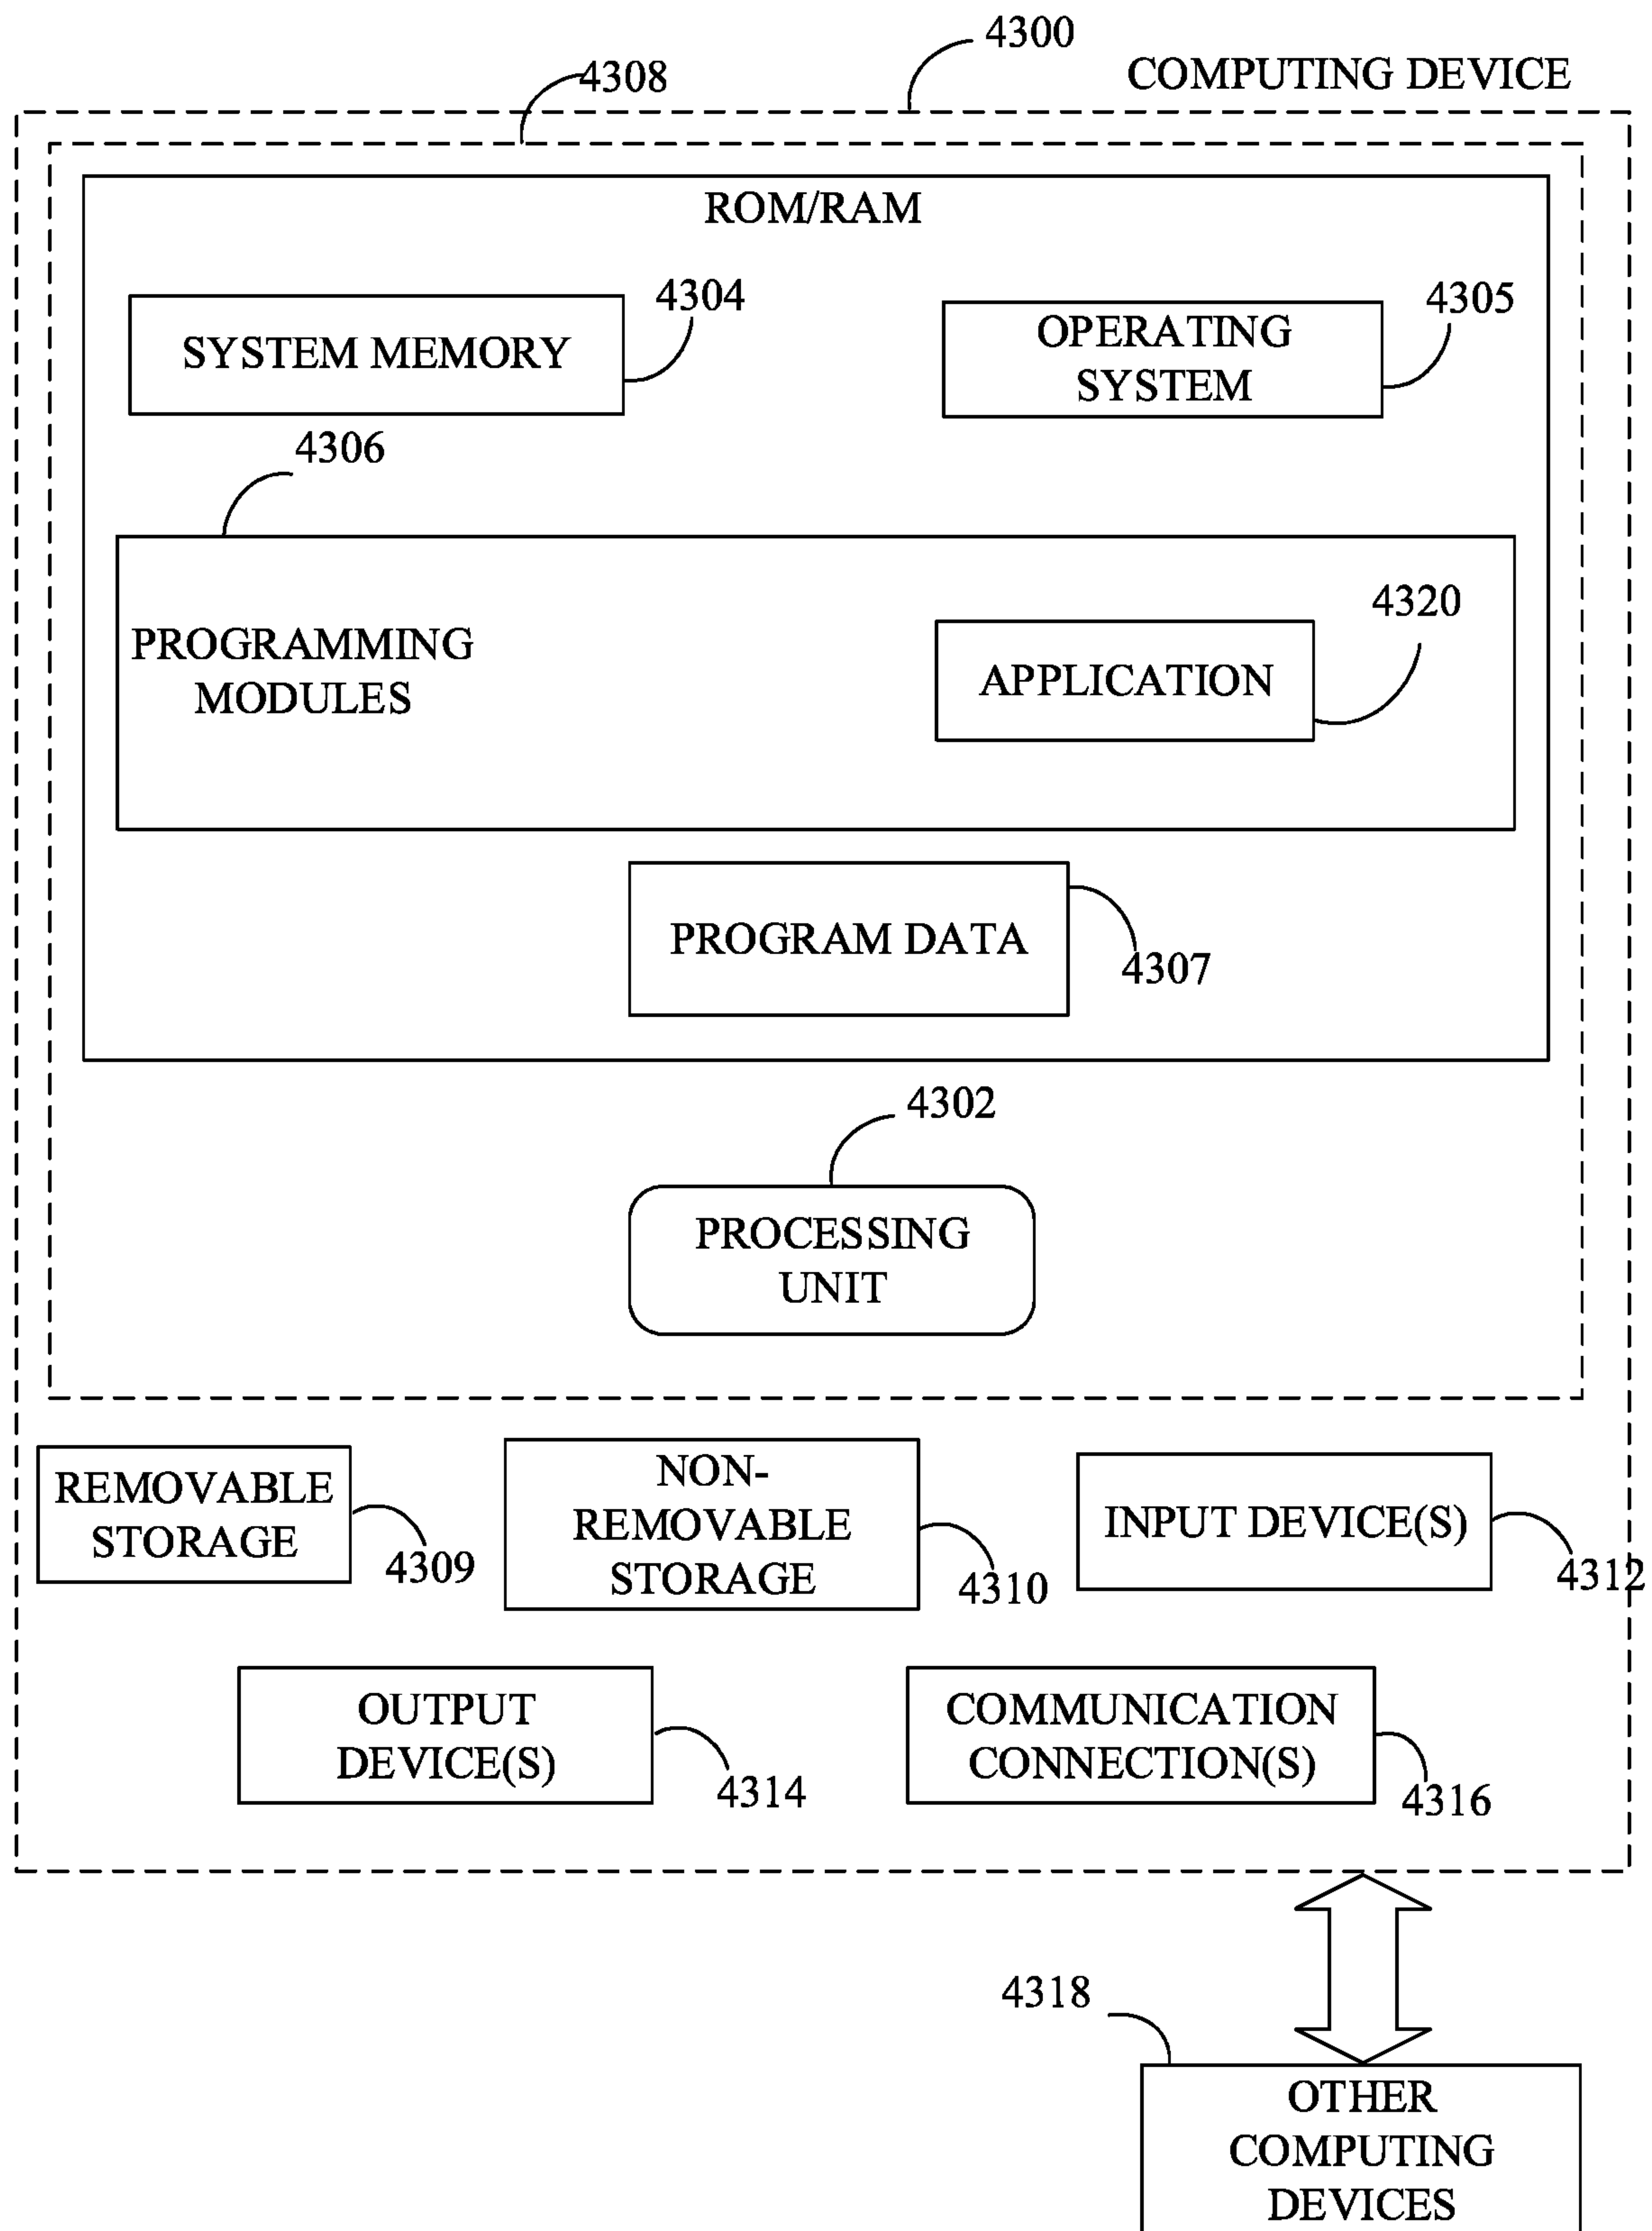 4300
COMPUTING DEVICE
4308
ROM/RAM
4304
SYSTEM MEMORY
4305
OPERATING
SYSTEM
4306
PROGRAMMING
MODULES
4320
APPLICATION
PROGRAM DATA
4307
4302
PROCESSING
UNIT
REMOVABLE
STORAGE
4309
NON-
REMOVABLE
STORAGE
4310
INPUT DEVICE(S)
4312
OUTPUT
DEVICE(S)
4314
COMMUNICATION
CONNECTION(S)
4316
4318
OTHER
COMPUTING
DEVICES